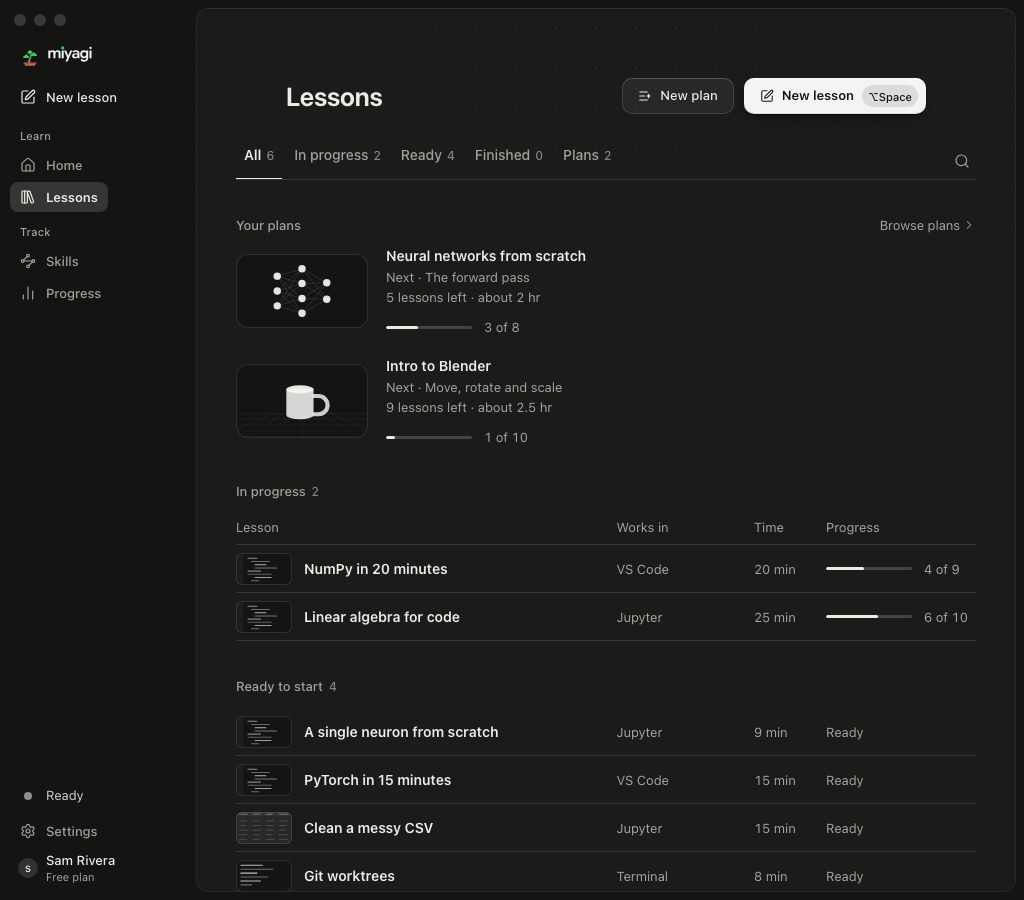 miyagi
New lesson
Learn
Home
Lessons
Track
Skills
Progress
Ready
Settings
S
Sam Rivera
Free plan
Lessons
New plan
New lesson ⌥Space
All 6 In progress 2 Ready 4 Finished 0 Plans 2
Your plans
Browse plans
Neural networks from scratch
Next · The forward pass
5 lessons left · about 2 hr
3 of 8
Intro to Blender
Next · Move, rotate and scale
9 lessons left · about 2.5 hr
1 of 10
In progress 2
Lesson Works in Time Progress
NumPy in 20 minutes VS Code 20 min 4 of 9
Linear algebra for code Jupyter 25 min 6 of 10
Ready to start 4
A single neuron from scratch Jupyter 9 min Ready
PyTorch in 15 minutes VS Code 15 min Ready
Clean a messy CSV Jupyter 15 min Ready
Git worktrees Terminal 8 min Ready